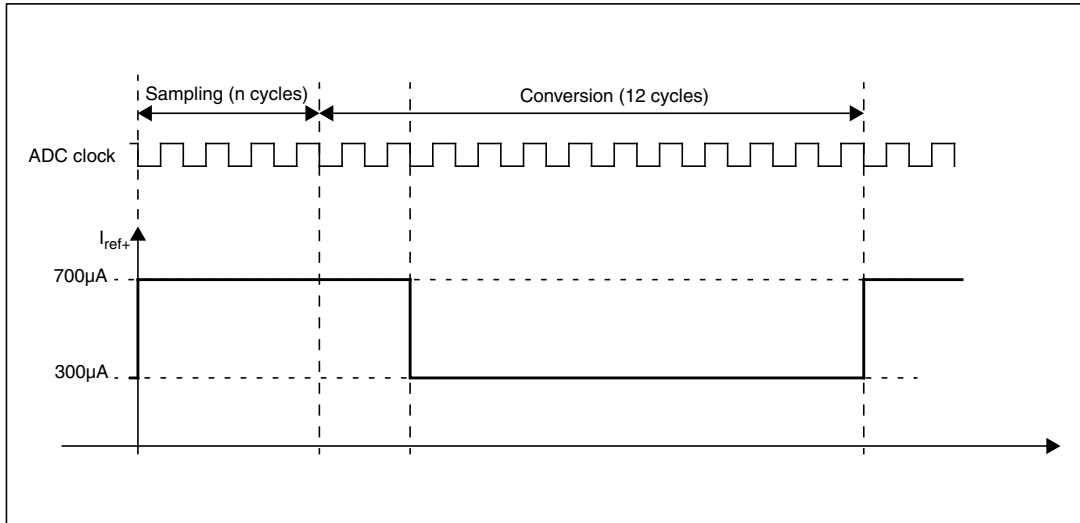 Sampling (n cycles)
Conversion (12 cycles)
ADC clock
Iref+
700µA
300µA